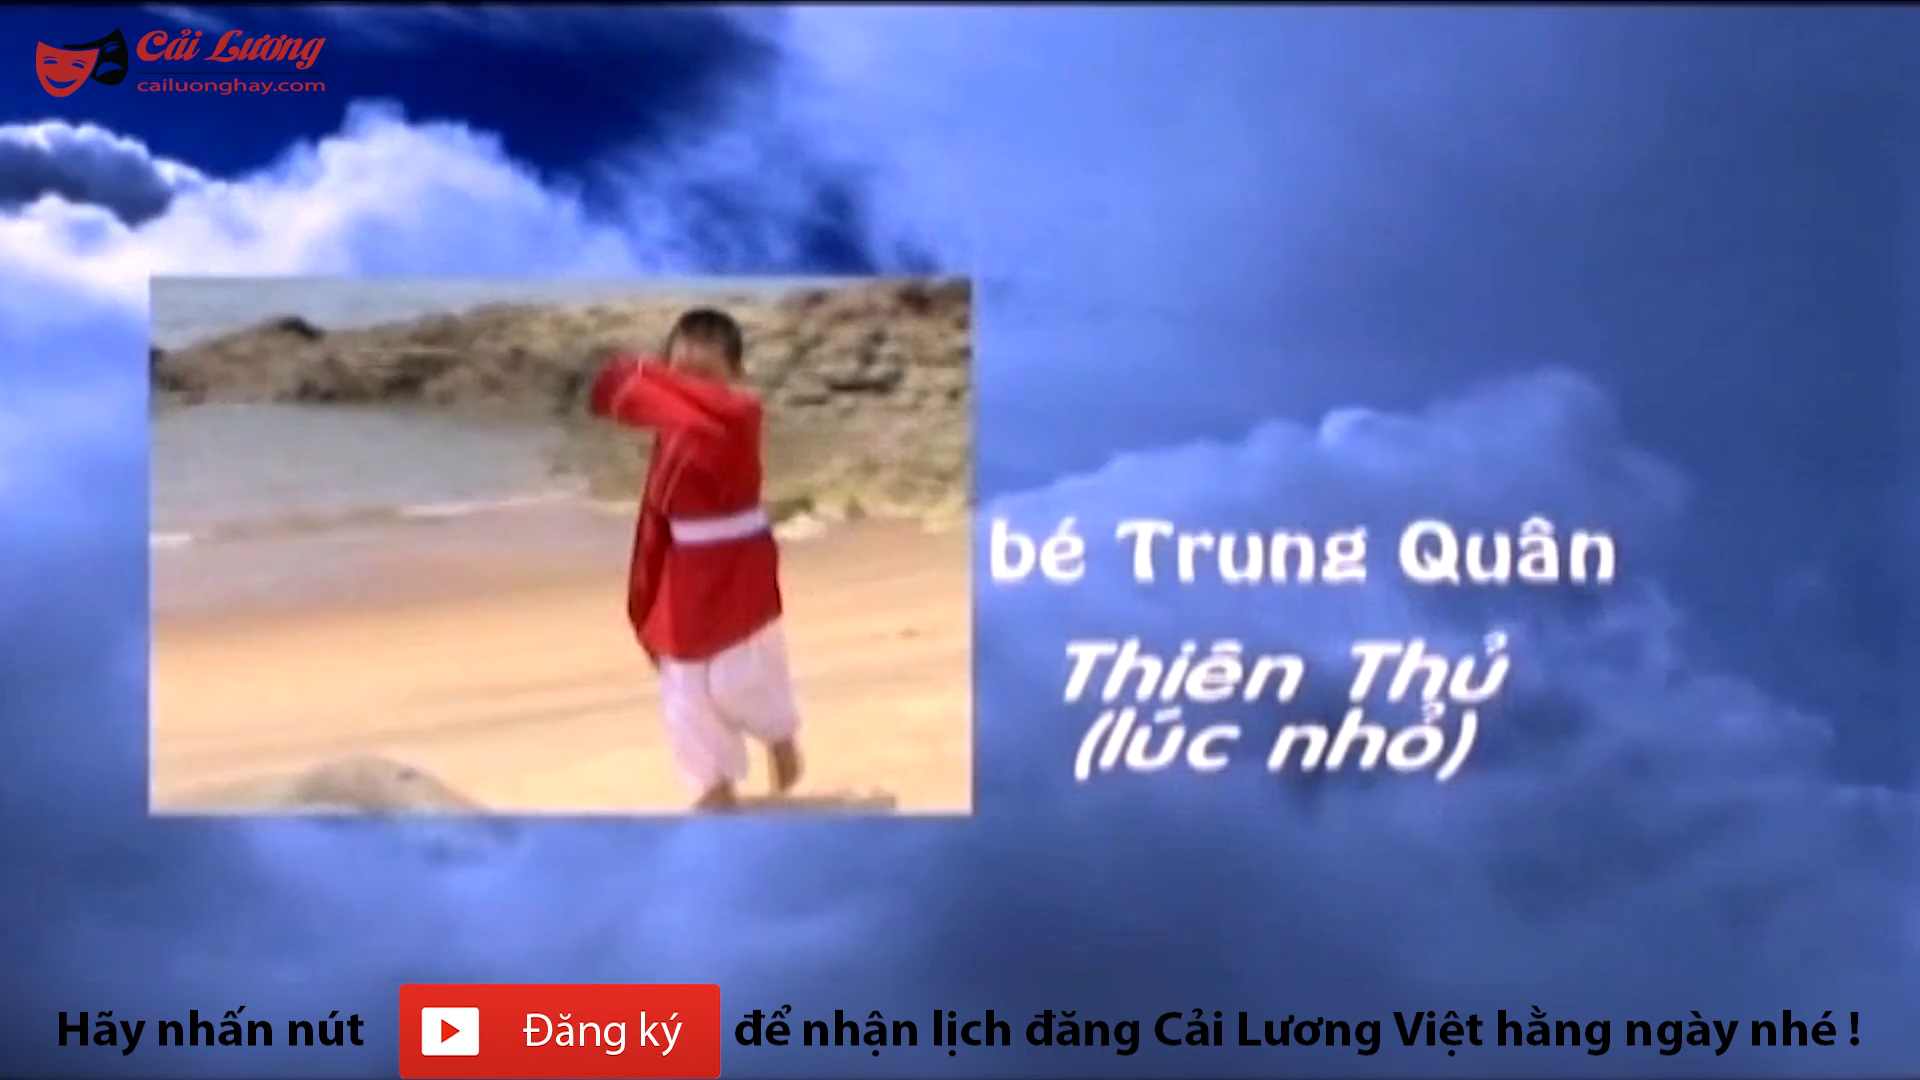 Cải Lương
cailuonghay.com
bé Trung Quân
Thiên Thủ
(lúc nhỏ)
Hãy nhấn nút Đăng ký để nhận lịch đăng Cải Lương Việt hằng ngày nhé !